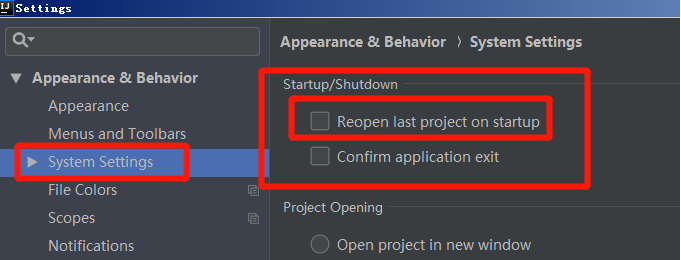 IJ Settings
Appearance & Behavior
Appearance
Menus and Toolbars
System Settings
File Colors
Scopes
Notifications
Appearance & Behavior 〉 System Settings
Startup/Shutdown
Reopen last project on startup
Confirm application exit
Project Opening
Open project in new window